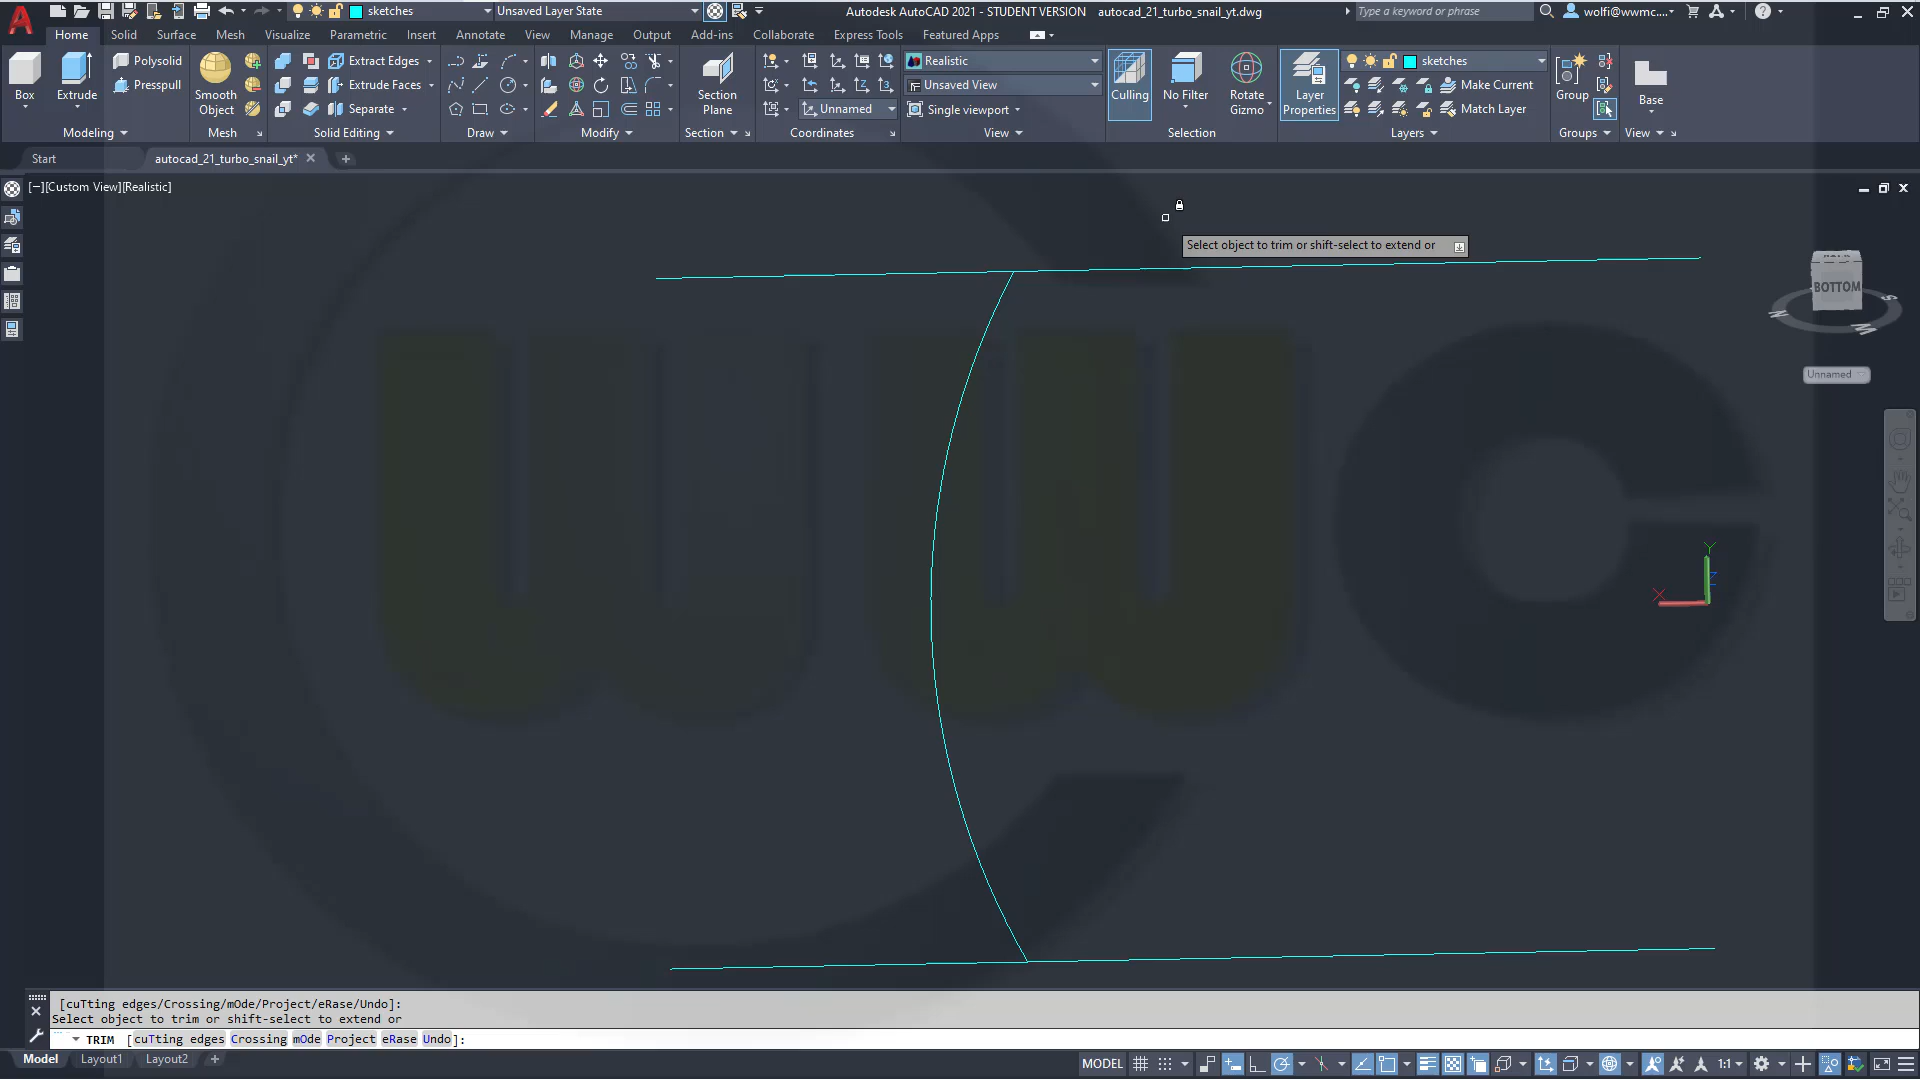 sketches
Unsaved Layer State
Autodesk AutoCAD 2021 - STUDENT VERSION autocad_21_turbo_snail_yt.dwg
Type a keyword or phrase
wolfi@wwmc....
Home Solid Surface Mesh Visualize Parametric Insert Annotate View Manage Output Add-ins Collaborate Express Tools Featured Apps
Polysolid Extract Edges Realistic sketches
Box Extrude Presspull Smooth Object Extrude Faces Section Plane Unsaved View Culling No Filter Rotate Gizmo Layer Properties Make Current Group Base
Separate Unnamed Single viewport Match Layer
Modeling Mesh Solid Editing Draw Modify Section Coordinates View Selection Layers Groups View
Start autocad_21_turbo_snail_yt*
[−][Custom View][Realistic]
Select object to trim or shift-select to extend or
BOTTOM
N S
Unnamed
wwc
Y
Z
X
[cuTting edges/Crossing/mOde/Project/eRase/Undo]:
Select object to trim or shift-select to extend or
TRIM [cuTting edges Crossing mOde Project eRase Undo]:
Model Layout1 Layout2
MODEL 1:1